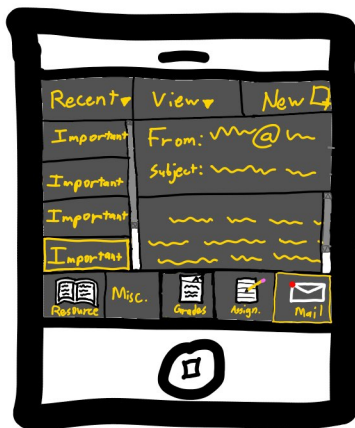 Recent View New
Important From: @
Important Subject:
Important
Important
Resource Misc. Grades Assign. Mail